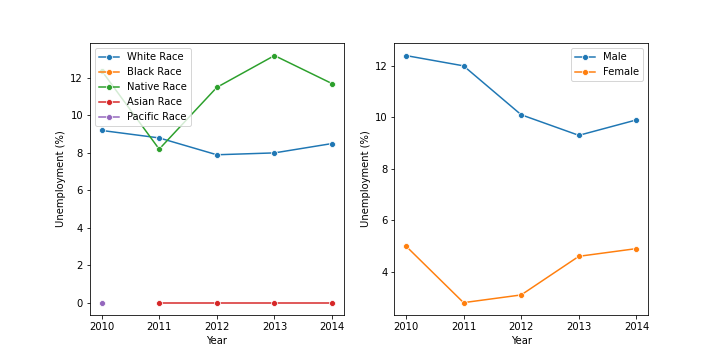 White Race
Black Race
Native Race
Asian Race
Pacific Race
Unemployment (%)
12
10
8
6
4
2
0
2010 2011 2012 2013 2014
Year
Male
Female
Unemployment (%)
12
10
8
6
4
2010 2011 2012 2013 2014
Year